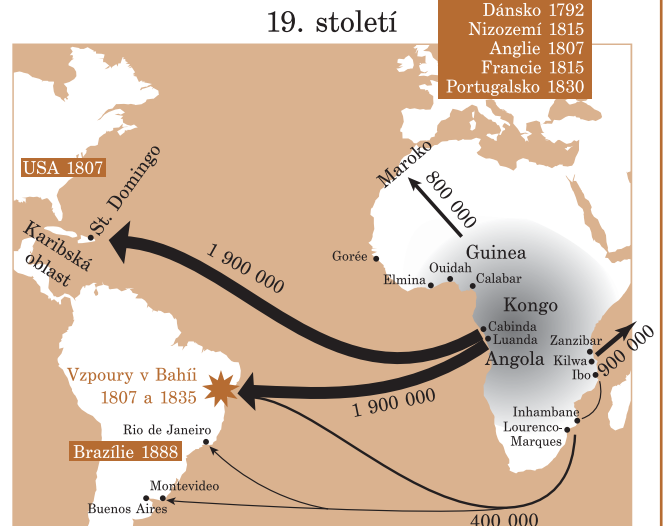 19. století
Dánsko 1792
Nizozemí 1815
Anglie 1807
Francie 1815
Portugalsko 1830
USA 1807
St. Domingo
Karibská
oblast
Maroko
800 000
1 900 000
Gorée
Guinea
Ouidah
Elmina
Calabar
Kongo
Cabinda
Luanda
Angola
Zanzibar
Kilwa
Ibo
900 000
Vzpoury v Bahíi
1807 a 1835
1 900 000
Inhambane
Lourenco-
Marques
Rio de Janeiro
Brazílie 1888
Montevideo
Buenos Aires
400 000